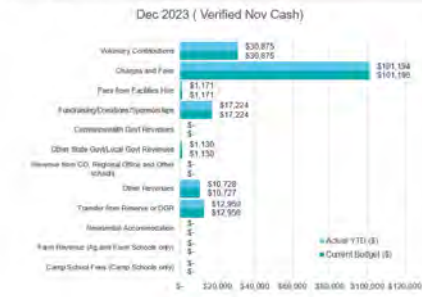 Dec 2023 ( Verified Nov Cash)
Voluntary Contributions
$30,875
$30,875
Charges and Fees
$101,194
$101,195
Fees from Facilities Hire
$1,171
$1,171
Fundraising/Donations/Sponsorships
$17,224
$17,224
Commonwealth Govt Revenues
$-
$-
Other State Govt/Local Govt Revenues
$1,130
$1,130
Revenue from CO, Regional Office and Other
schools
$-
$-
Other Revenues
$10,728
$10,727
Transfer from Reserve or DGR
$12,950
$12,950
Residential Accommodation
$-
$-
Farm Revenue (Ag and Farm Schools only)
$-
$-
Camp School Fees (Camp Schools only)
$-
$-
Actual YTD ($)
Current Budget ($)
$- $20,000 $40,000 $60,000 $80,000 $100,000 $120,000